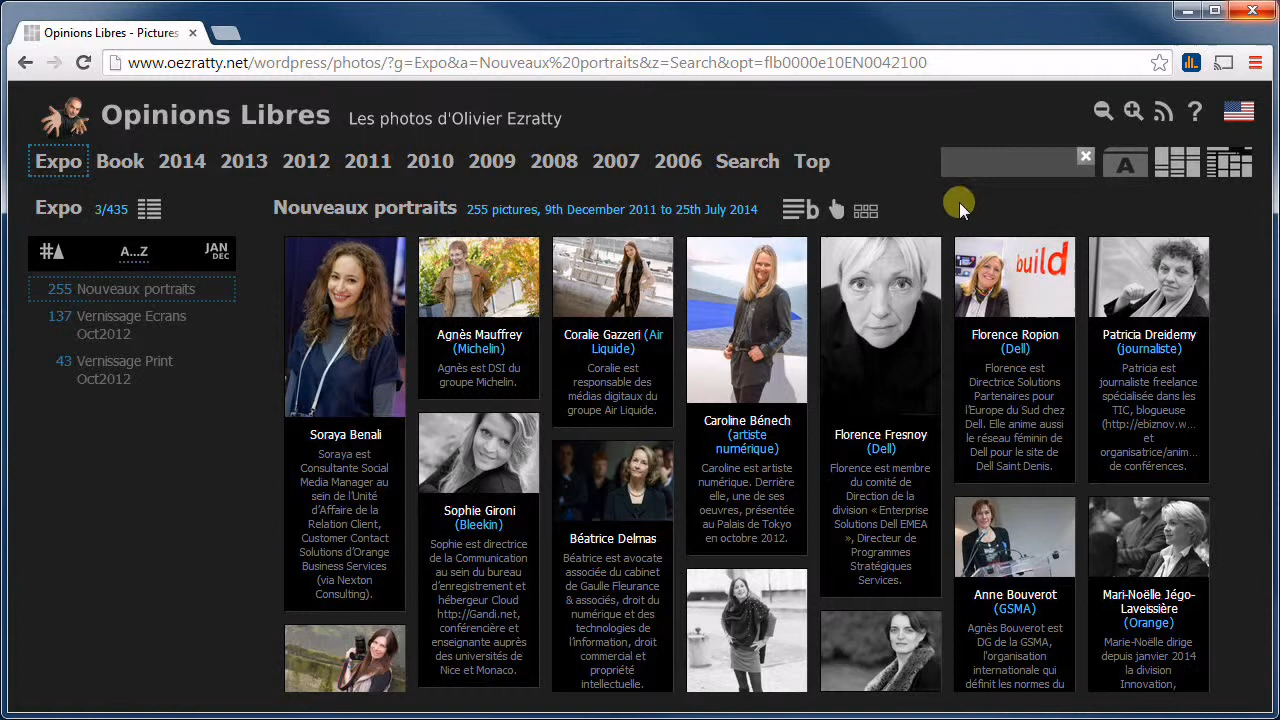 Opinions Libres - Pictures
www.oezratty.net/wordpress/photos/?g=Expo&a=Nouveaux%20portraits&z=Search&opt=flb0000e10EN0042100
Opinions Libres Les photos d'Olivier Ezratty
?
Expo Book 2014 2013 2012 2011 2010 2009 2008 2007 2006 Search Top
A
Expo 3/435
Nouveaux portraits 255 pictures, 9th December 2011 to 25th July 2014
b
# A...Z JAN
DEC
255 Nouveaux portraits
137 Vernissage Ecrans
Oct2012
43 Vernissage Print
Oct2012
Soraya Benali
Soraya est
Consultante Social
Media Manager au
sein de l'Unité
d'Affaire de la
Relation Client,
Customer Contact
Solutions d'Orange
Business Services
(via Nexton
Consulting).
Agnès Mauffrey
(Michelin)
Agnès est DSI du
groupe Michelin.
Sophie Gironi
(Bleekin)
Sophie est directrice
de la Communication
au sein du bureau
d'enregistrement et
hébergeur Cloud
http://Gandi.net,
conférencière et
enseignante auprès
des universités de
Nice et Monaco.
Coralie Gazzeri (Air
Liquide)
Coralie est
responsable des
médias digitaux du
groupe Air Liquide.
Béatrice Delmas
Béatrice est avocate
associée du cabinet
de Gaulle Fleurance
& associés, droit du
numérique et des
technologies de
l'information, droit
commercial et
propriété
intellectuelle.
Caroline Bénech
(artiste
numérique)
Caroline est artiste
numérique. Derrière
elle, une de ses
oeuvres, présentée
au Palais de Tokyo
en octobre 2012.
Florence Fresnoy
(Dell)
Florence est membre
du comité de
Direction de la
division « Enterprise
Solutions Dell EMEA
», Directeur de
Programmes
Stratégiques
Services.
build
Florence Ropion
(Dell)
Florence est
Directrice Solutions
Partenaires pour
l'Europe du Sud chez
Dell. Elle anime aussi
le réseau féminin de
Dell pour le site de
Dell Saint Denis.
Anne Bouverot
(GSMA)
Agnès Bouverot est
DG de la GSMA,
l'organisation
internationale qui
définit les normes du
Patricia Dreidemy
(journaliste)
Patricia est
journaliste freelance
spécialisée dans les
TIC, blogueuse
(http://ebiznov.w...
et
organisatrice/anim...
de conférences.
Mari-Noëlle Jégo-
Laveissière
(Orange)
Marie-Noëlle dirige
depuis janvier 2014
la division
Innovation,